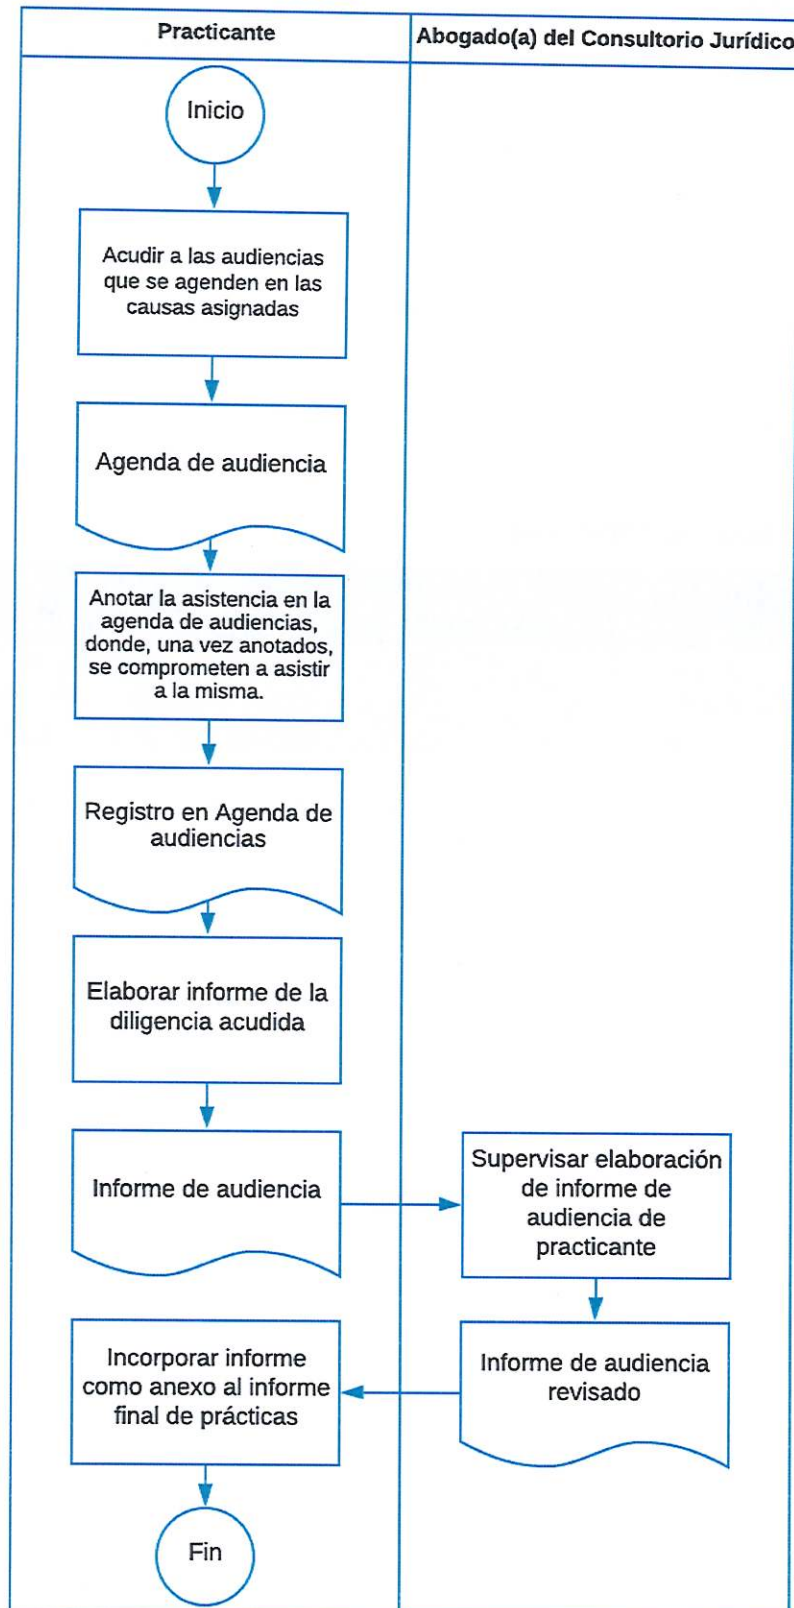 Practicante
Abogado(a) del Consultorio Jurídico
Inicio
Acudir a las audiencias
que se agenden en las
causas asignadas
Agenda de audiencia
Anotar la asistencia en la
agenda de audiencias,
donde, una vez anotados,
se comprometen a asistir
a la misma.
Registro en Agenda de
audiencias
Elaborar informe de la
diligencia acudida
Informe de audiencia
Supervisar elaboración
de informe de
audiencia de
practicante
Informe de audiencia
revisado
Incorporar informe
como anexo al informe
final de prácticas
Fin